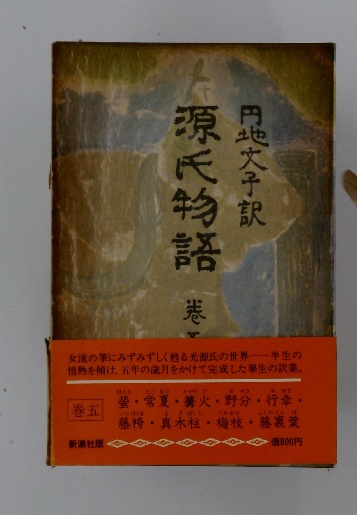 円地文子訳
源氏物語
巻五
女流の筆にみずみずしく甦る光源氏の世界――半生の
情熱を傾け、五年の歳月をかけて完成した畢生の訳業。
巻五
螢・常夏・篝火・野分・行幸・
藤袴・真木柱・梅枝・藤裏葉
新潮社版 価800円